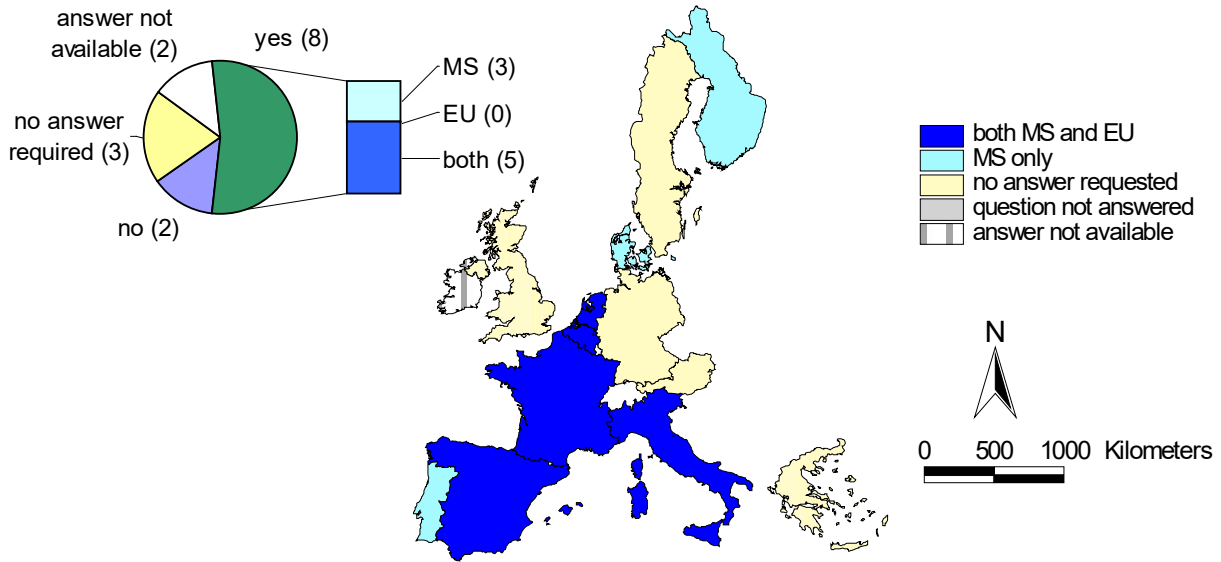 answer not
available (2)
yes (8)
MS (3)
EU (0)
both (5)
no answer
required (3)
no (2)
both MS and EU
MS only
no answer requested
question not answered
answer not available
N
0 500 1000 Kilometers